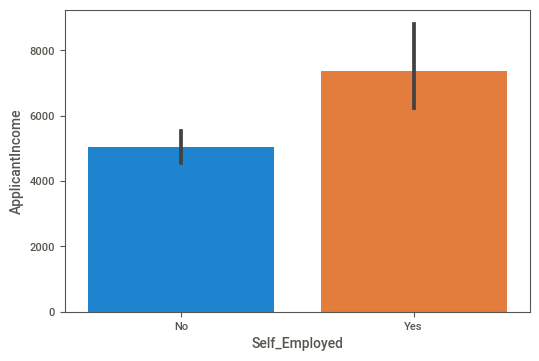 8000
6000
4000
2000
0
ApplicantIncome
No
Yes
Self_Employed